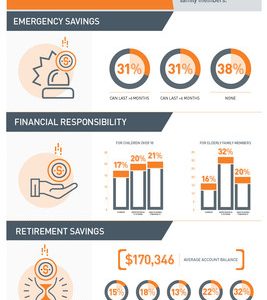 family members.
EMERGENCY SAVINGS
31% 31% 38%
CAN LAST >6 MONTHS CAN LAST <6 MONTHS NONE
FINANCIAL RESPONSIBILITY
FOR CHILDREN OVER 18 FOR ELDERLY FAMILY MEMBERS
17% 20% 21% 16% 32% 20%
RETIREMENT SAVINGS
$170,346 AVERAGE ACCOUNT BALANCE
15% 18% 13% 22% 32%